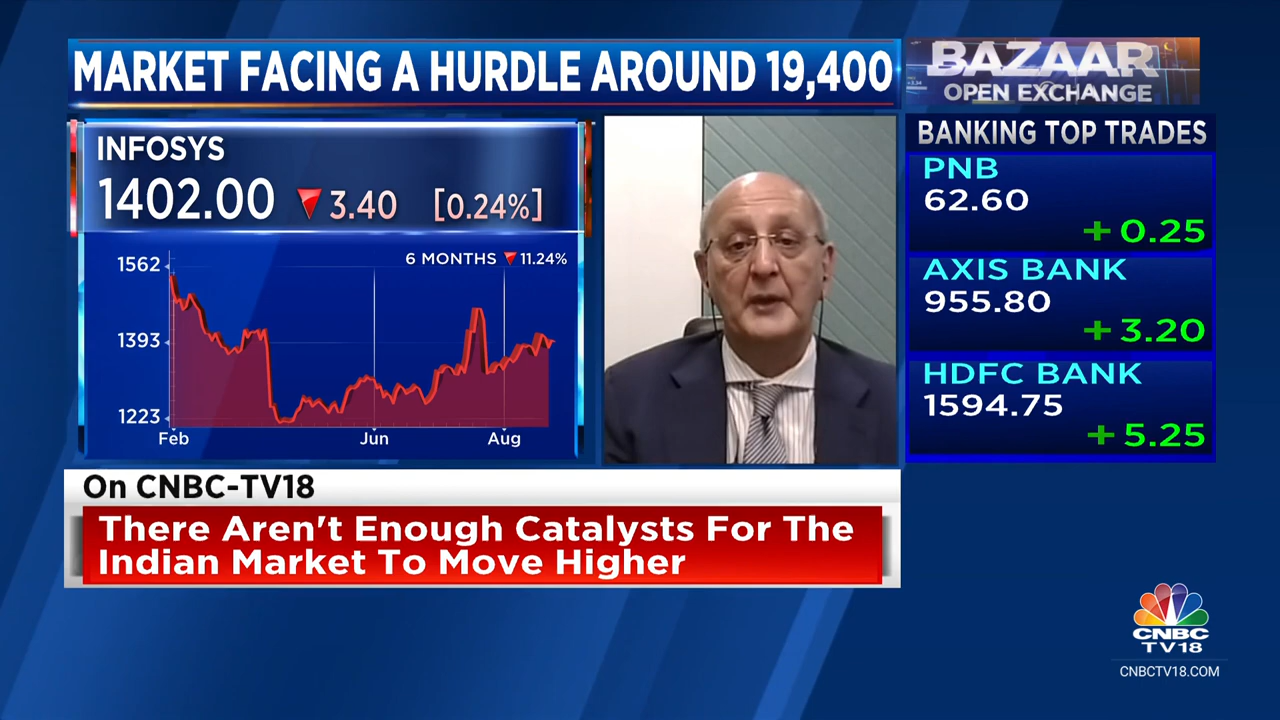 MARKET FACING A HURDLE AROUND 19,400
BAZAAR
OPEN EXCHANGE
INFOSYS
1402.00 ▼ 3.40 [0.24%]
6 MONTHS ▼ 11.24%
1562
1393
1223
Feb Jun Aug
BANKING TOP TRADES
PNB
62.60
+ 0.25
AXIS BANK
955.80
+ 3.20
HDFC BANK
1594.75
+ 5.25
On CNBC-TV18
There Aren't Enough Catalysts For The
Indian Market To Move Higher
CNBC
TV18
CNBCTV18.COM